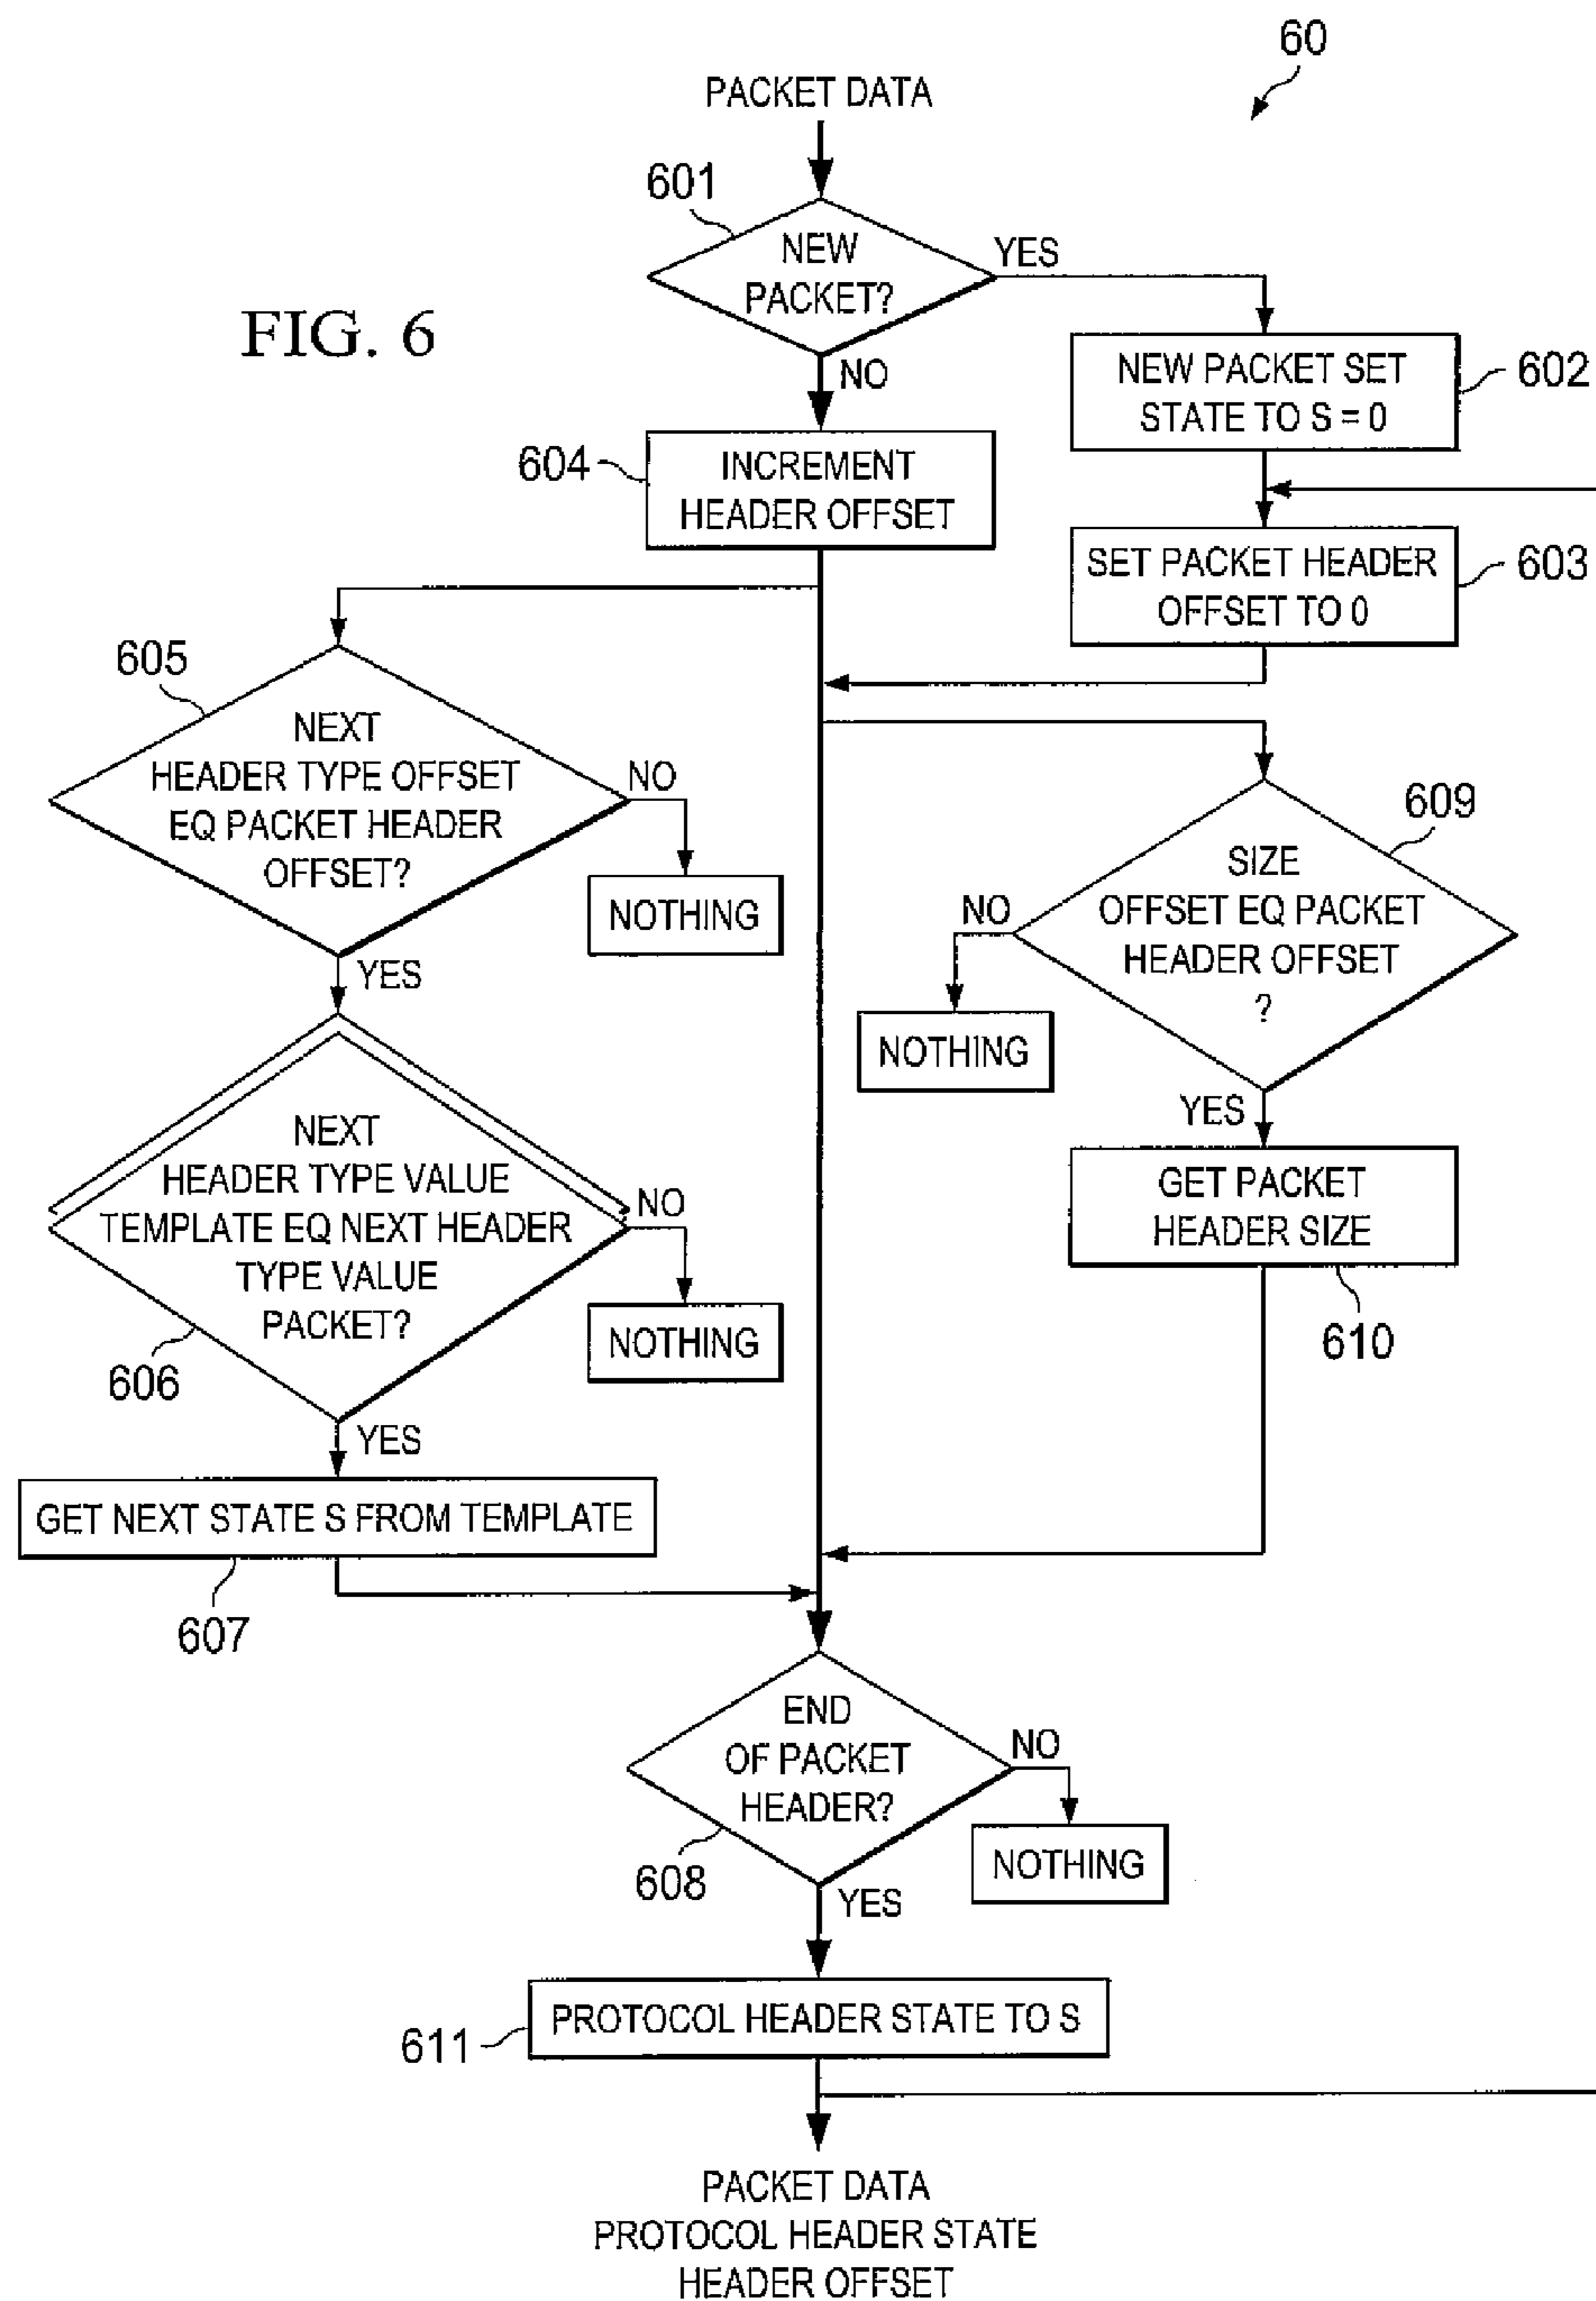 60
PACKET DATA
601
NEW
PACKET?
YES
NO
FIG. 6
NEW PACKET SET
STATE TO S = 0
602
604
INCREMENT
HEADER OFFSET
SET PACKET HEADER
OFFSET TO 0
603
605
NEXT
HEADER TYPE OFFSET
EQ PACKET HEADER
OFFSET?
NO
NOTHING
YES
609
SIZE
OFFSET EQ PACKET
HEADER OFFSET
?
NO
NOTHING
YES
GET PACKET
HEADER SIZE
610
NEXT
HEADER TYPE VALUE
TEMPLATE EQ NEXT HEADER
TYPE VALUE
PACKET?
NO
NOTHING
606
YES
GET NEXT STATE S FROM TEMPLATE
607
END
OF PACKET
HEADER?
NO
NOTHING
608
YES
PROTOCOL HEADER STATE TO S
611
PACKET DATA
PROTOCOL HEADER STATE
HEADER OFFSET